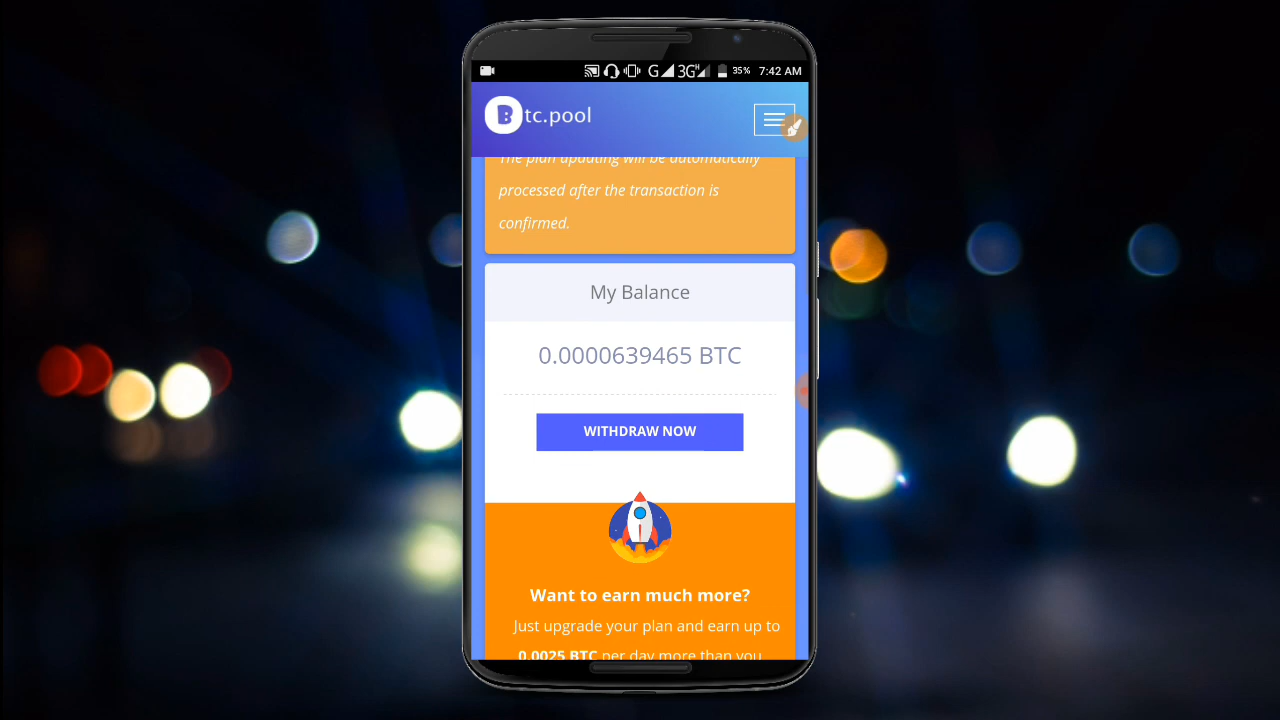 G 3G H 35% 7:42 AM
Btc.pool
The plan updating will be automatically
processed after the transaction is
confirmed.
My Balance
0.0000639465 BTC
WITHDRAW NOW
Want to earn much more?
Just upgrade your plan and earn up to
0.0025 BTC per day more than you